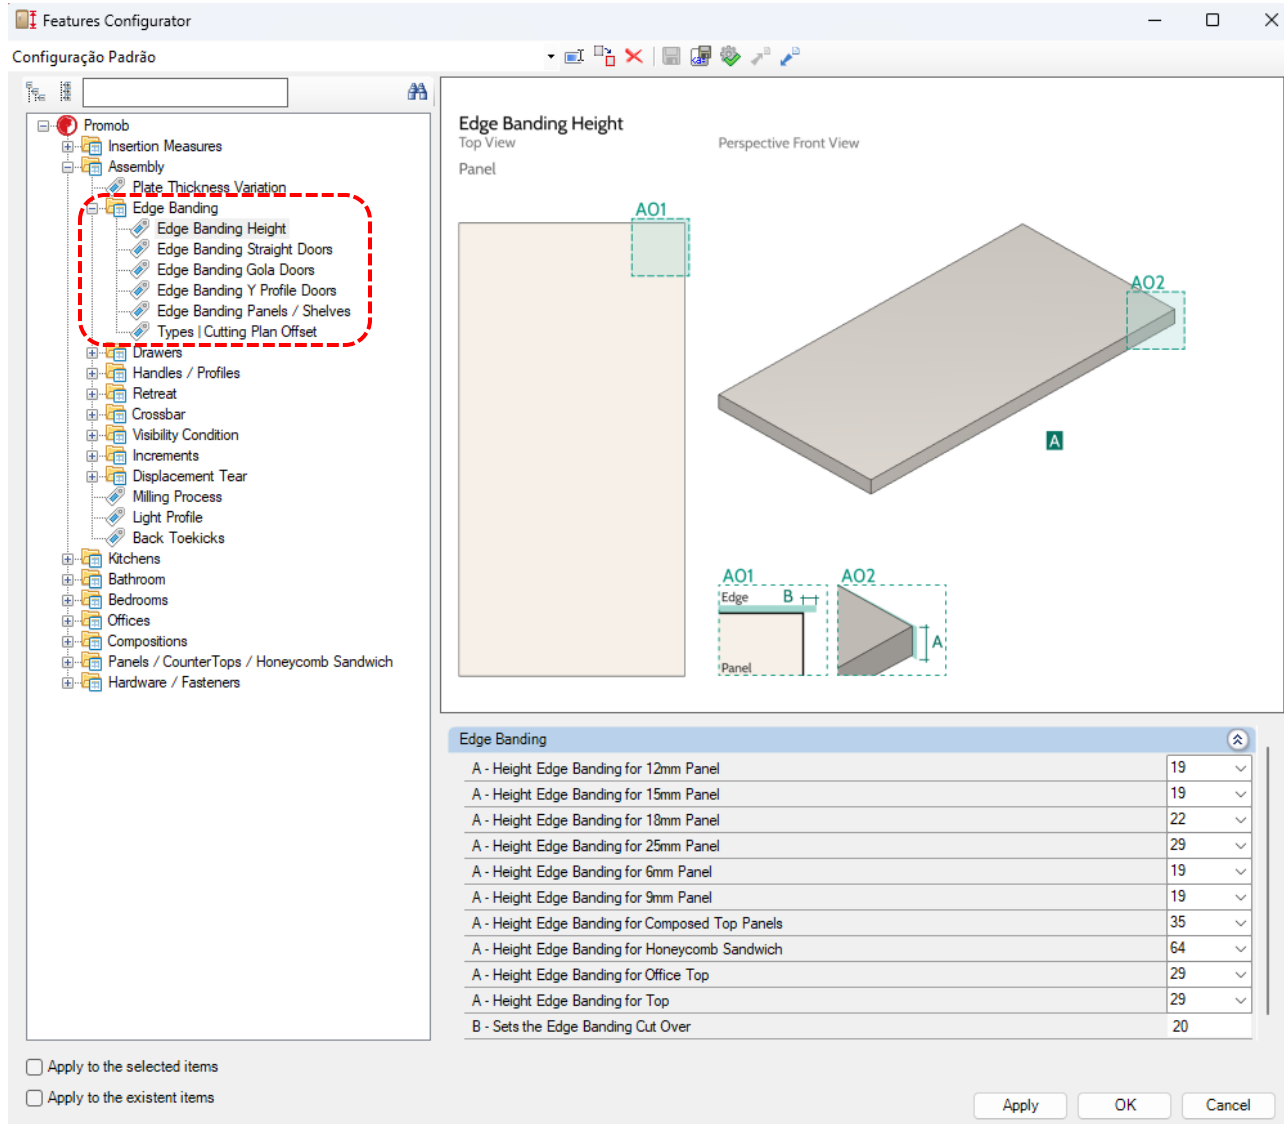 Features Configurator
Configuração Padrão
Promob
Insertion Measures
Assembly
Plate Thickness Variation
Edge Banding
Edge Banding Height
Edge Banding Straight Doors
Edge Banding Gola Doors
Edge Banding Y Profile Doors
Edge Banding Panels / Shelves
Types | Cutting Plan Offset
Drawers
Handles / Profiles
Retreat
Crossbar
Visibility Condition
Increments
Displacement Tear
Milling Process
Light Profile
Back Toekicks
Kitchens
Bathroom
Bedrooms
Offices
Compositions
Panels / CounterTops / Honeycomb Sandwich
Hardware / Fasteners
Edge Banding Height
Top View Perspective Front View
Panel
AO1
AO2
A
AO1 AO2
Edge B
A
Panel
Edge Banding
A - Height Edge Banding for 12mm Panel 19
A - Height Edge Banding for 15mm Panel 19
A - Height Edge Banding for 18mm Panel 22
A - Height Edge Banding for 25mm Panel 29
A - Height Edge Banding for 6mm Panel 19
A - Height Edge Banding for 9mm Panel 19
A - Height Edge Banding for Composed Top Panels 35
A - Height Edge Banding for Honeycomb Sandwich 64
A - Height Edge Banding for Office Top 29
A - Height Edge Banding for Top 29
B - Sets the Edge Banding Cut Over 20
Apply to the selected items
Apply to the existent items
Apply OK Cancel